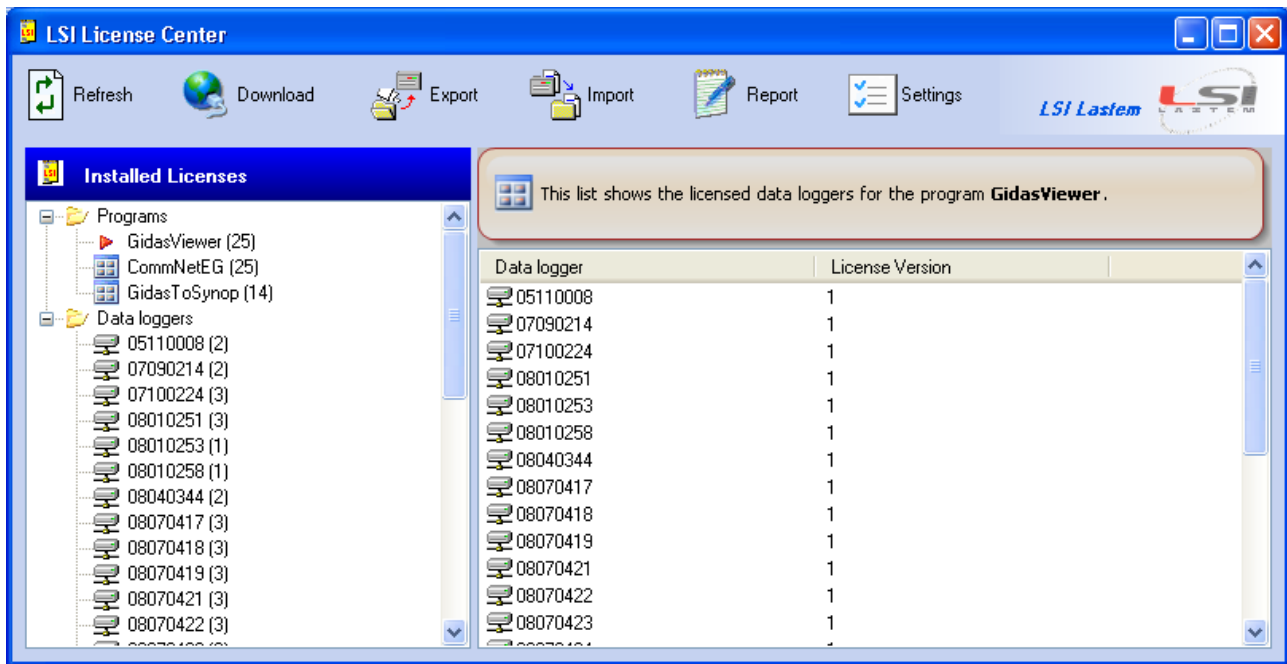 LSI License Center
Refresh Download Export Import Report Settings LSI Lastem LSI LASTEM
Installed Licenses
Programs
GidasViewer (25)
CommNetEG (25)
GidasToSynop (14)
Data loggers
05110008 (2)
07090214 (2)
07100224 (3)
08010251 (3)
08010253 (1)
08010258 (1)
08040344 (2)
08070417 (3)
08070418 (3)
08070419 (3)
08070421 (3)
08070422 (3)
This list shows the licensed data loggers for the program GidasViewer.
Data logger License Version
05110008 1
07090214 1
07100224 1
08010251 1
08010253 1
08010258 1
08040344 1
08070417 1
08070418 1
08070419 1
08070421 1
08070422 1
08070423 1